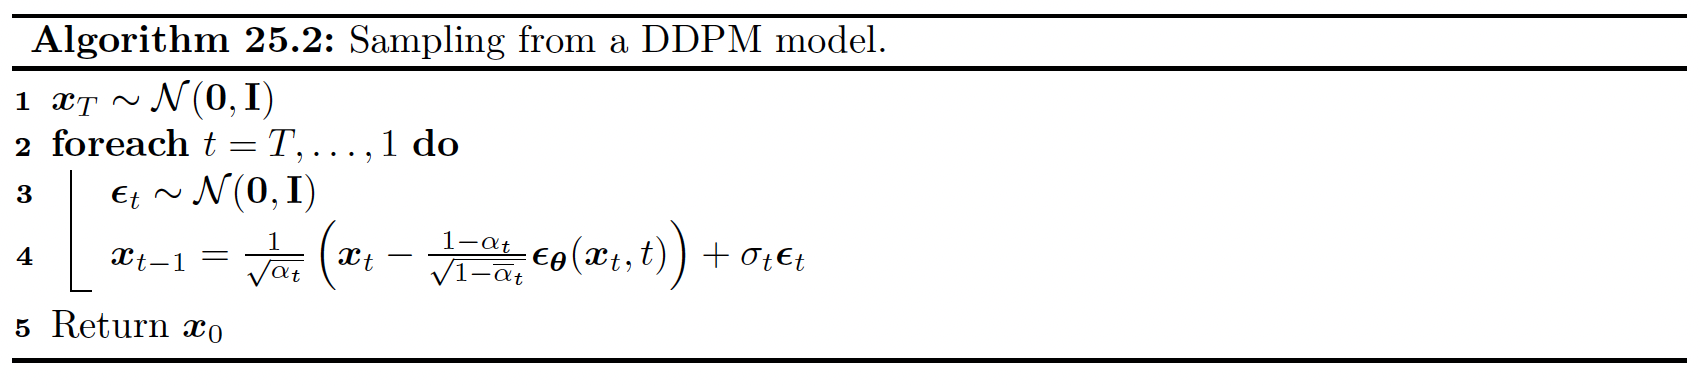 Algorithm 25.2: Sampling from a DDPM model.
1 $\boldsymbol{x}_T \sim \mathcal{N}(\mathbf{0}, \mathbf{I})$
2 foreach $t = T, \ldots, 1$ do
3 $\boldsymbol{\epsilon}_t \sim \mathcal{N}(\mathbf{0}, \mathbf{I})$
4 $\boldsymbol{x}_{t-1} = \frac{1}{\sqrt{\alpha_t}} \left( \boldsymbol{x}_t - \frac{1-\alpha_t}{\sqrt{1-\overline{\alpha}_t}} \boldsymbol{\epsilon}_{\boldsymbol{\theta}}(\boldsymbol{x}_t, t) \right) + \sigma_t \boldsymbol{\epsilon}_t$
5 Return $\boldsymbol{x}_0$